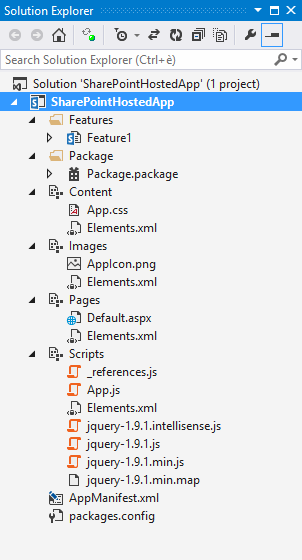 Solution Explorer
Search Solution Explorer (Ctrl+è)
Solution 'SharePointHostedApp' (1 project)
SharePointHostedApp
Features
Feature1
Package
Package.package
Content
App.css
Elements.xml
Images
AppIcon.png
Elements.xml
Pages
Default.aspx
Elements.xml
Scripts
_references.js
App.js
Elements.xml
jquery-1.9.1.intellisense.js
jquery-1.9.1.js
jquery-1.9.1.min.js
jquery-1.9.1.min.map
AppManifest.xml
packages.config